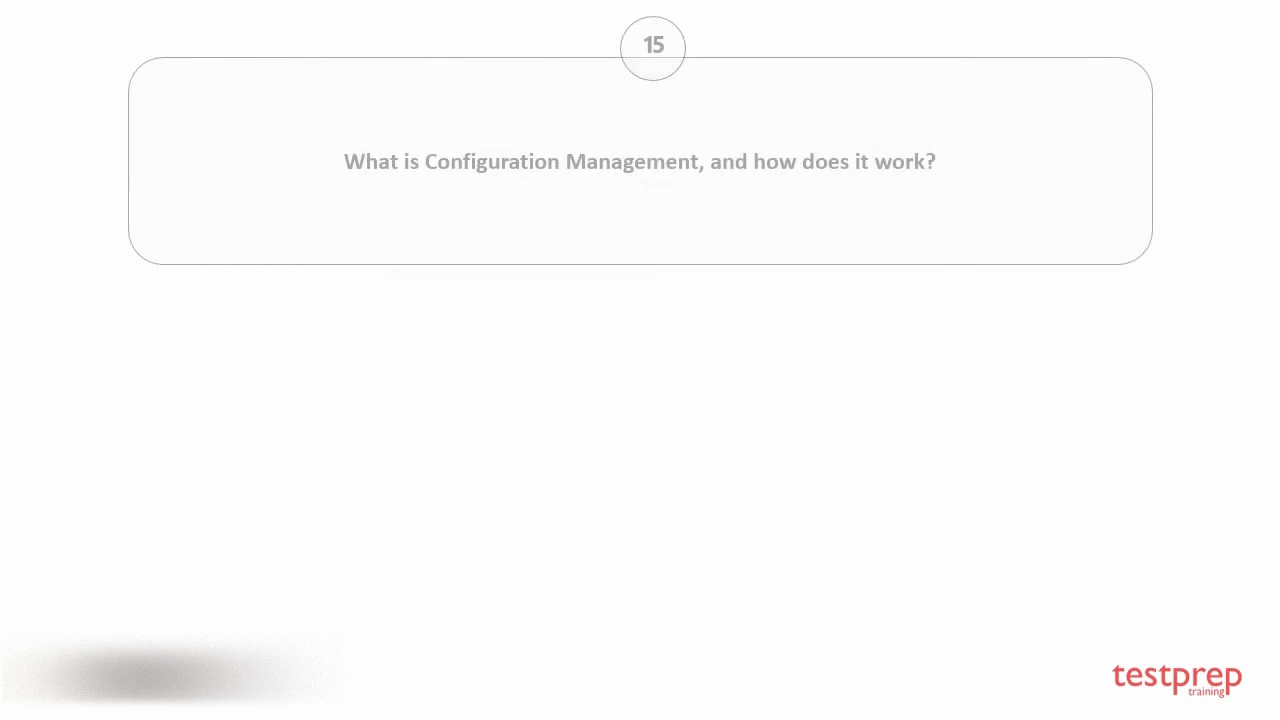 15
What is Configuration Management, and how does it work?
testprep
training